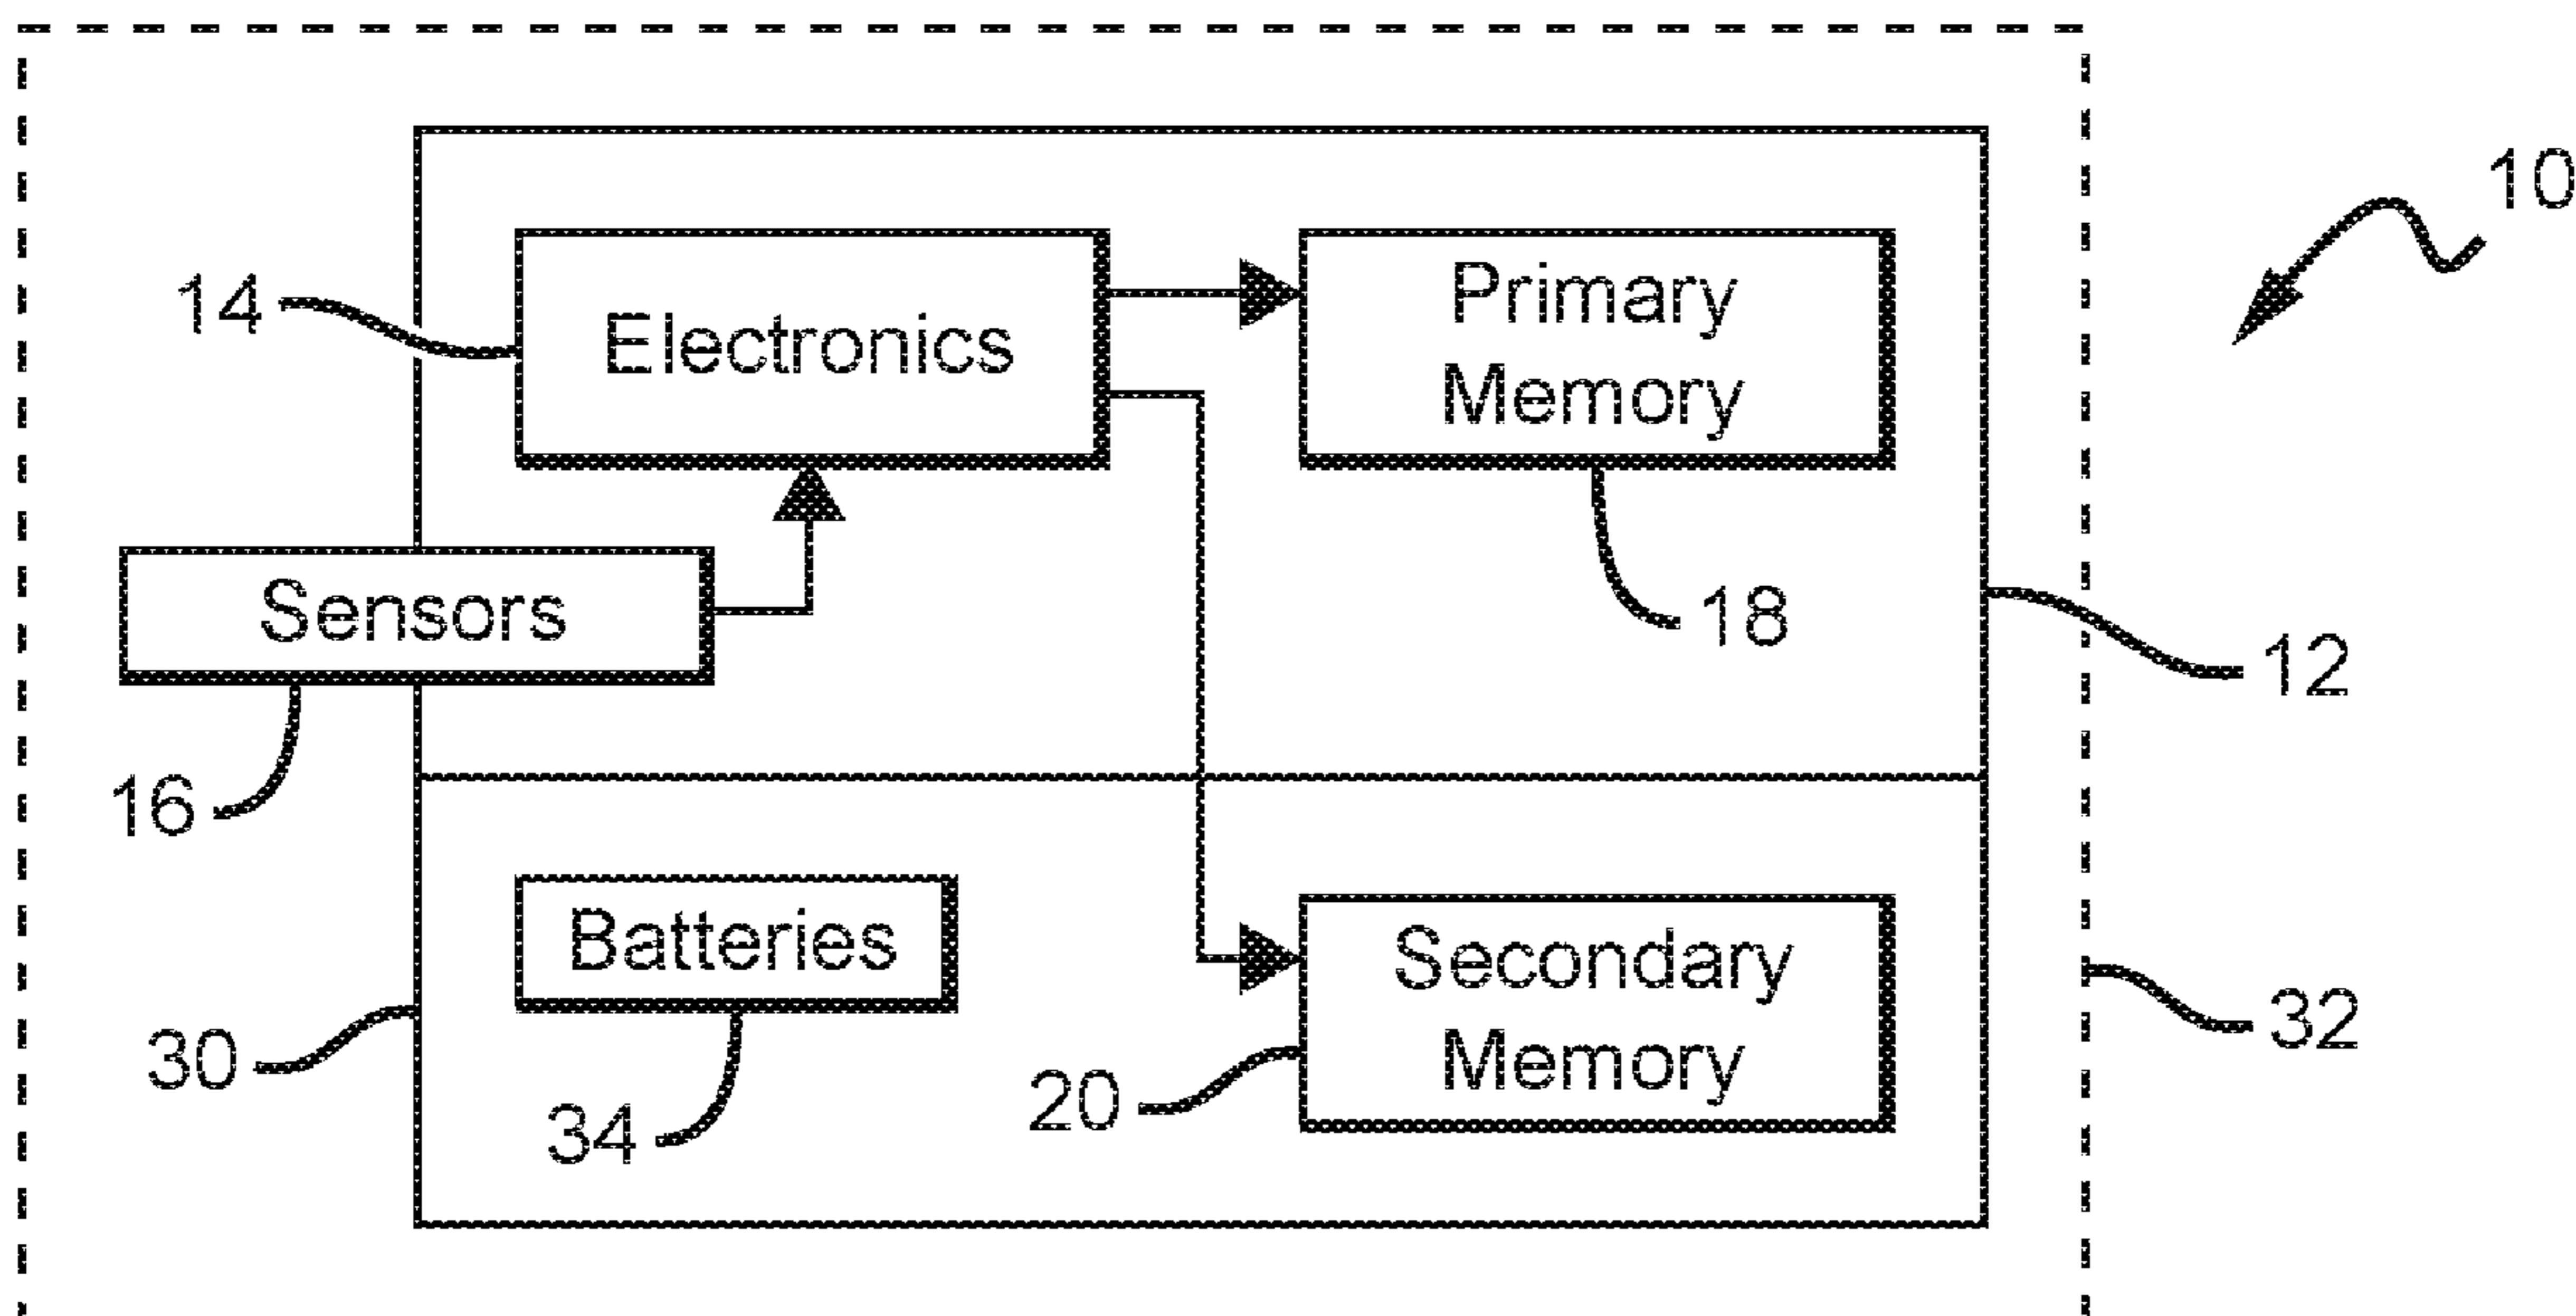 10
14
Electronics
Primary
Memory
Sensors
18
12
16
Batteries
Secondary
Memory
30
34
20
32